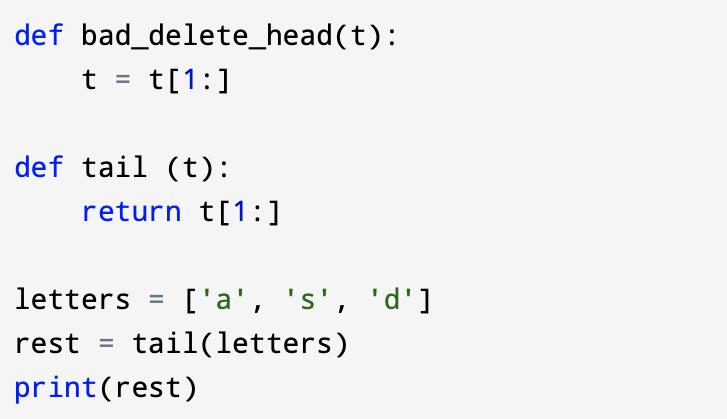 def bad_delete_head(t):
    t = t[1:]
def tail (t):
    return t[1:]
letters = ['a', 's', 'd']
rest = tail(letters)
print(rest)